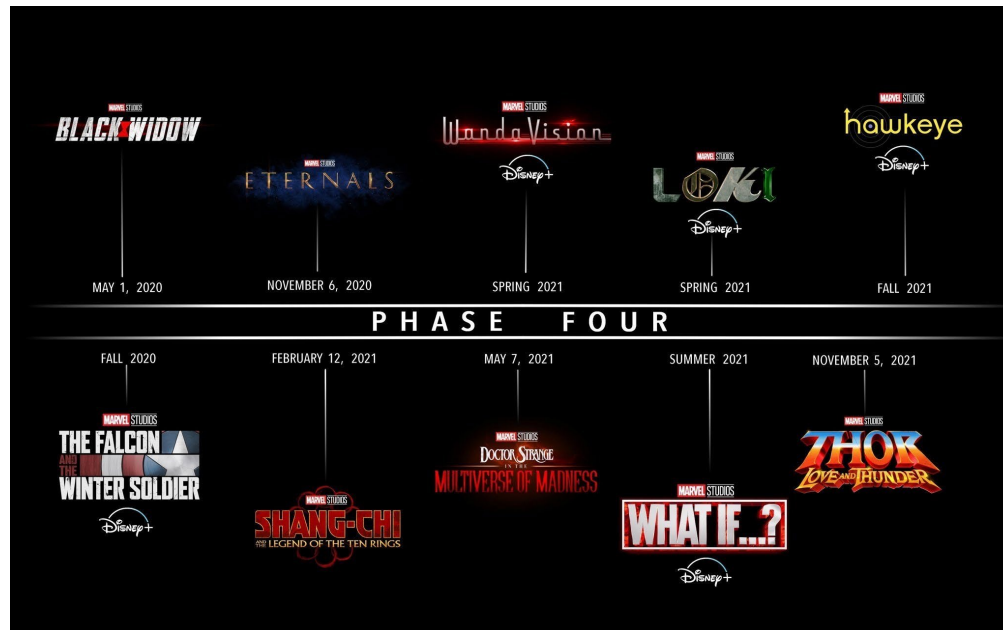 MARVEL STUDIOS
BLACK WIDOW
MAY 1, 2020
MARVEL STUDIOS
ETERNALS
NOVEMBER 6, 2020
MARVEL STUDIOS
WandaVision
Disney+
SPRING 2021
MARVEL STUDIOS
LOKI
Disney+
SPRING 2021
MARVEL STUDIOS
hawkeye
Disney+
FALL 2021
PHASE FOUR
FALL 2020
MARVEL STUDIOS
THE FALCON
AND THE
WINTER SOLDIER
Disney+
FEBRUARY 12, 2021
MARVEL STUDIOS
SHANG-CHI
AND THE LEGEND OF THE TEN RINGS
MAY 7, 2021
MARVEL STUDIOS
DOCTOR STRANGE
IN THE
MULTIVERSE OF MADNESS
SUMMER 2021
MARVEL STUDIOS
WHAT IF...?
Disney+
NOVEMBER 5, 2021
MARVEL STUDIOS
THOR
LOVE AND THUNDER